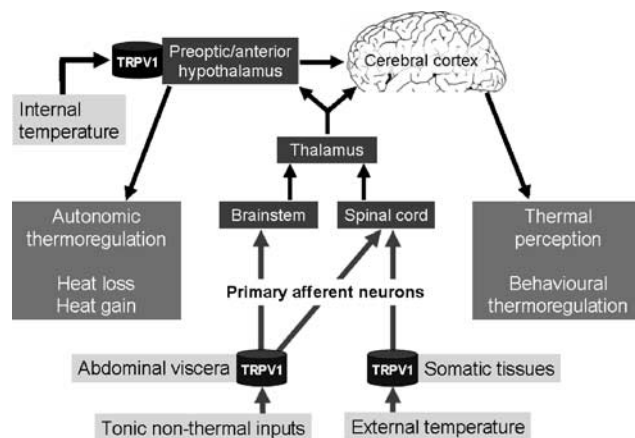 TRPV1
Preoptic/anterior
hypothalamus
Cerebral cortex
Internal
temperature
Thalamus
Autonomic
thermoregulation
Heat loss
Heat gain
Brainstem
Spinal cord
Thermal
perception
Behavioural
thermoregulation
Primary afferent neurons
Abdominal viscera
TRPV1
TRPV1
Somatic tissues
Tonic non-thermal inputs
External temperature